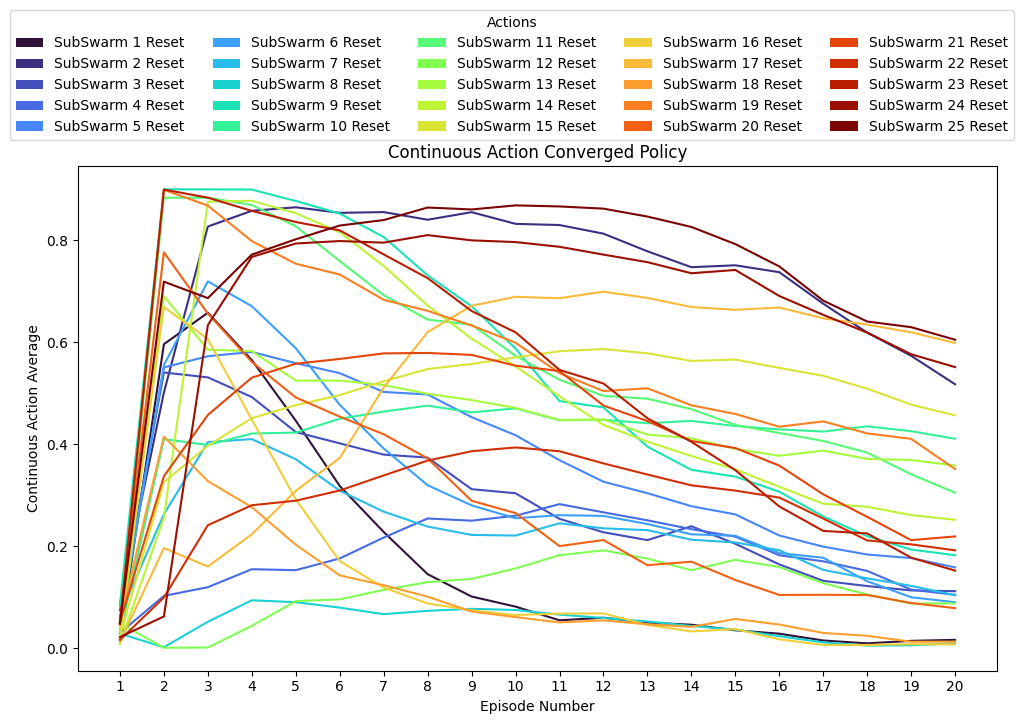 Actions
SubSwarm 1 Reset SubSwarm 6 Reset SubSwarm 11 Reset SubSwarm 16 Reset SubSwarm 21 Reset
SubSwarm 2 Reset SubSwarm 7 Reset SubSwarm 12 Reset SubSwarm 17 Reset SubSwarm 22 Reset
SubSwarm 3 Reset SubSwarm 8 Reset SubSwarm 13 Reset SubSwarm 18 Reset SubSwarm 23 Reset
SubSwarm 4 Reset SubSwarm 9 Reset SubSwarm 14 Reset SubSwarm 19 Reset SubSwarm 24 Reset
SubSwarm 5 Reset SubSwarm 10 Reset SubSwarm 15 Reset SubSwarm 20 Reset SubSwarm 25 Reset
Continuous Action Converged Policy
Continuous Action Average
0.8
0.6
0.4
0.2
0.0
1 2 3 4 5 6 7 8 9 10 11 12 13 14 15 16 17 18 19 20
Episode Number